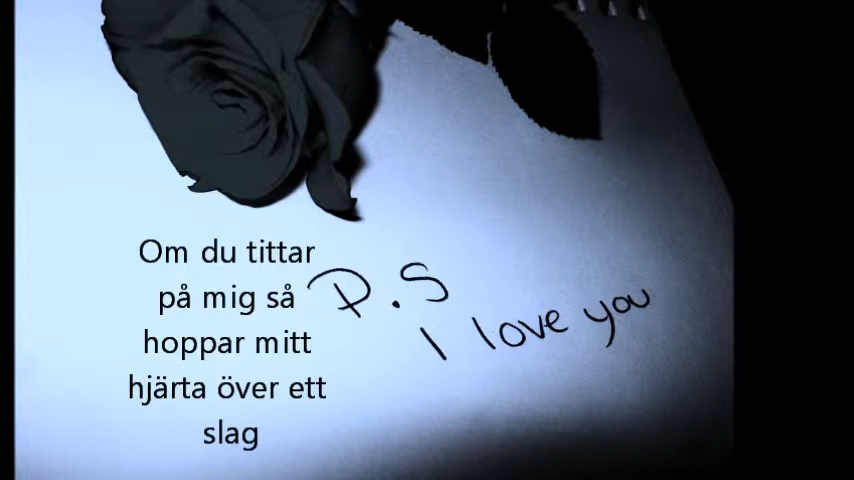 Om du tittar
på mig så
hoppar mitt
hjärta över ett
slag
P.S
I love you